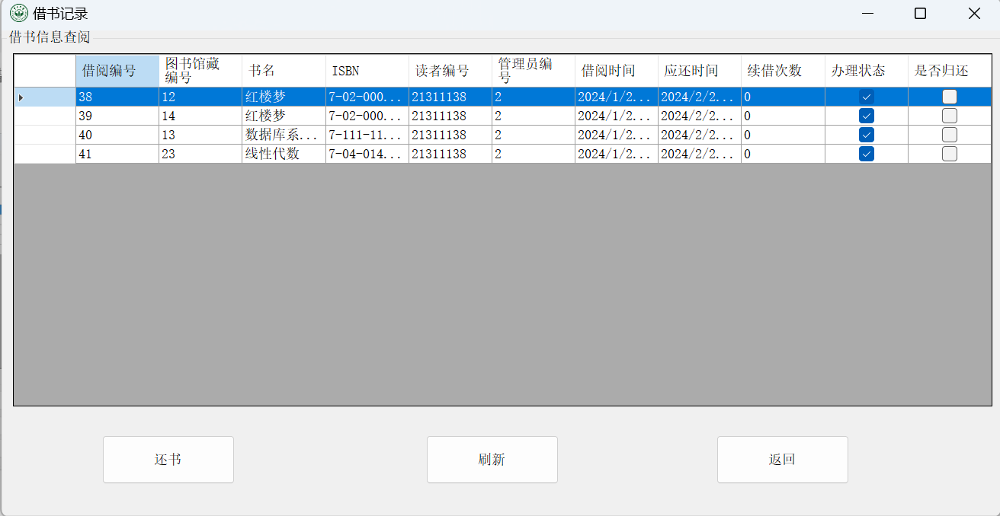 借书记录
借书信息查阅
借阅编号 图书馆藏编号 书名 ISBN 读者编号 管理员编号 借阅时间 应还时间 续借次数 办理状态 是否归还
38 12 红楼梦 7-02-000... 21311138 2 2024/1/2... 2024/2/2... 0
39 14 红楼梦 7-02-000... 21311138 2 2024/1/2... 2024/2/2... 0
40 13 数据库系... 7-111-11... 21311138 2 2024/1/2... 2024/2/2... 0
41 23 线性代数 7-04-014... 21311138 2 2024/1/2... 2024/2/2... 0
还书 刷新 返回